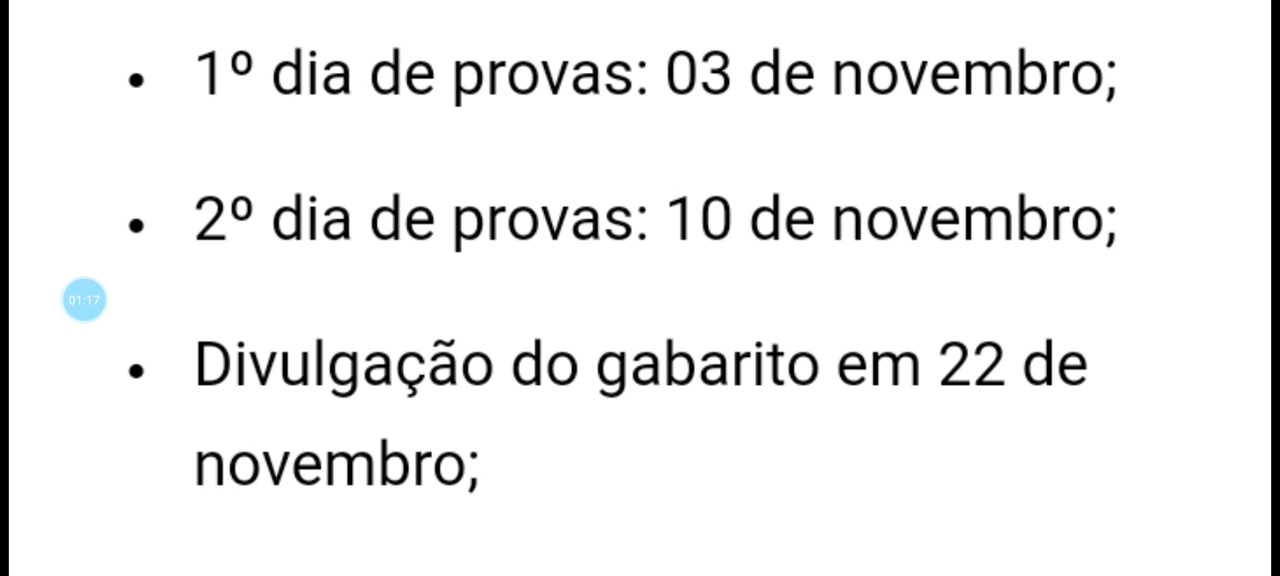 • 1º dia de provas: 03 de novembro;
• 2º dia de provas: 10 de novembro;
01:17
• Divulgação do gabarito em 22 de
novembro;